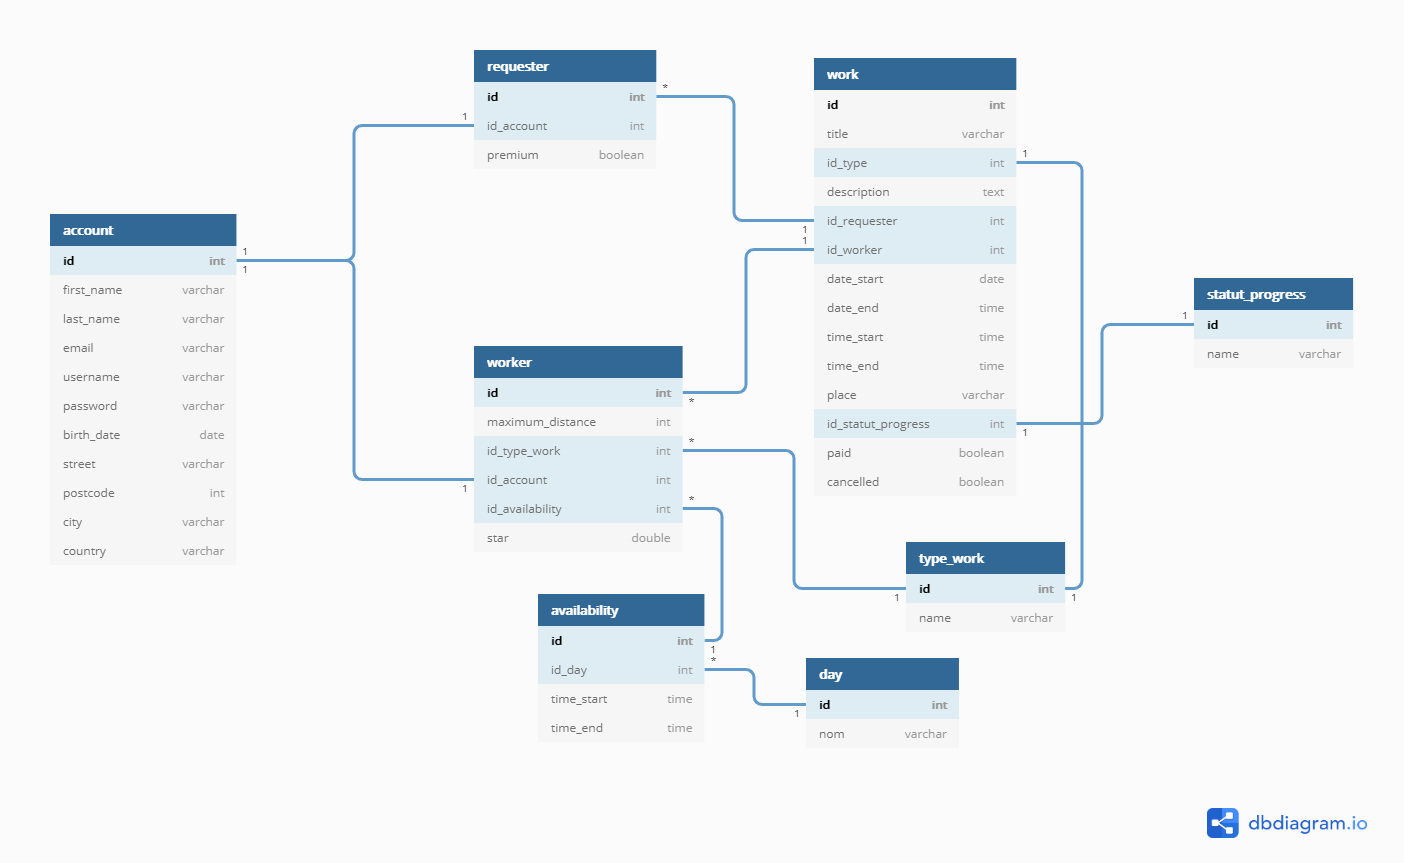 account
id int
first_name varchar
last_name varchar
email varchar
username varchar
password varchar
birth_date date
street varchar
postcode int
city varchar
country varchar
1
1
requester
id int
id_account int
premium boolean
*
1
worker
id int
maximum_distance int
id_type_work int
id_account int
id_availability int
star double
*
*
*
1
availability
id int
id_day int
time_start time
time_end time
1
*
day
id int
nom varchar
1
work
id int
title varchar
id_type int
description text
id_requester int
id_worker int
date_start date
date_end time
time_start time
time_end time
place varchar
id_statut_progress int
paid boolean
cancelled boolean
1
1
1
1
type_work
id int
name varchar
1
1
statut_progress
id int
name varchar
1
dbdiagram.io